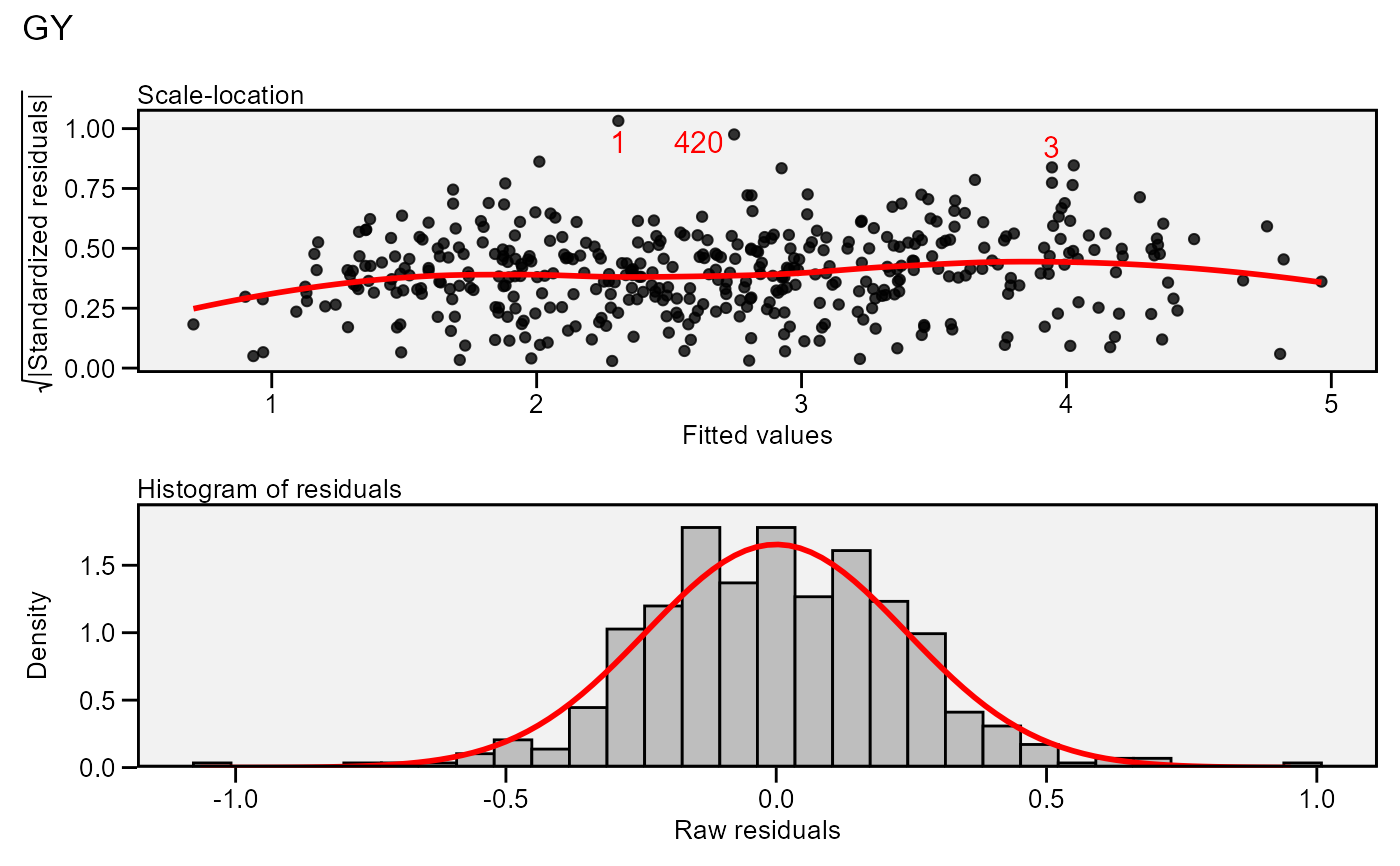 GY
Scale-location
√|Standardized residuals|
1.00
0.75
0.50
0.25
0.00
1
420
3
1 2 3 4 5
Fitted values
Histogram of residuals
Density
1.5
1.0
0.5
0.0
-1.0 -0.5 0.0 0.5 1.0
Raw residuals